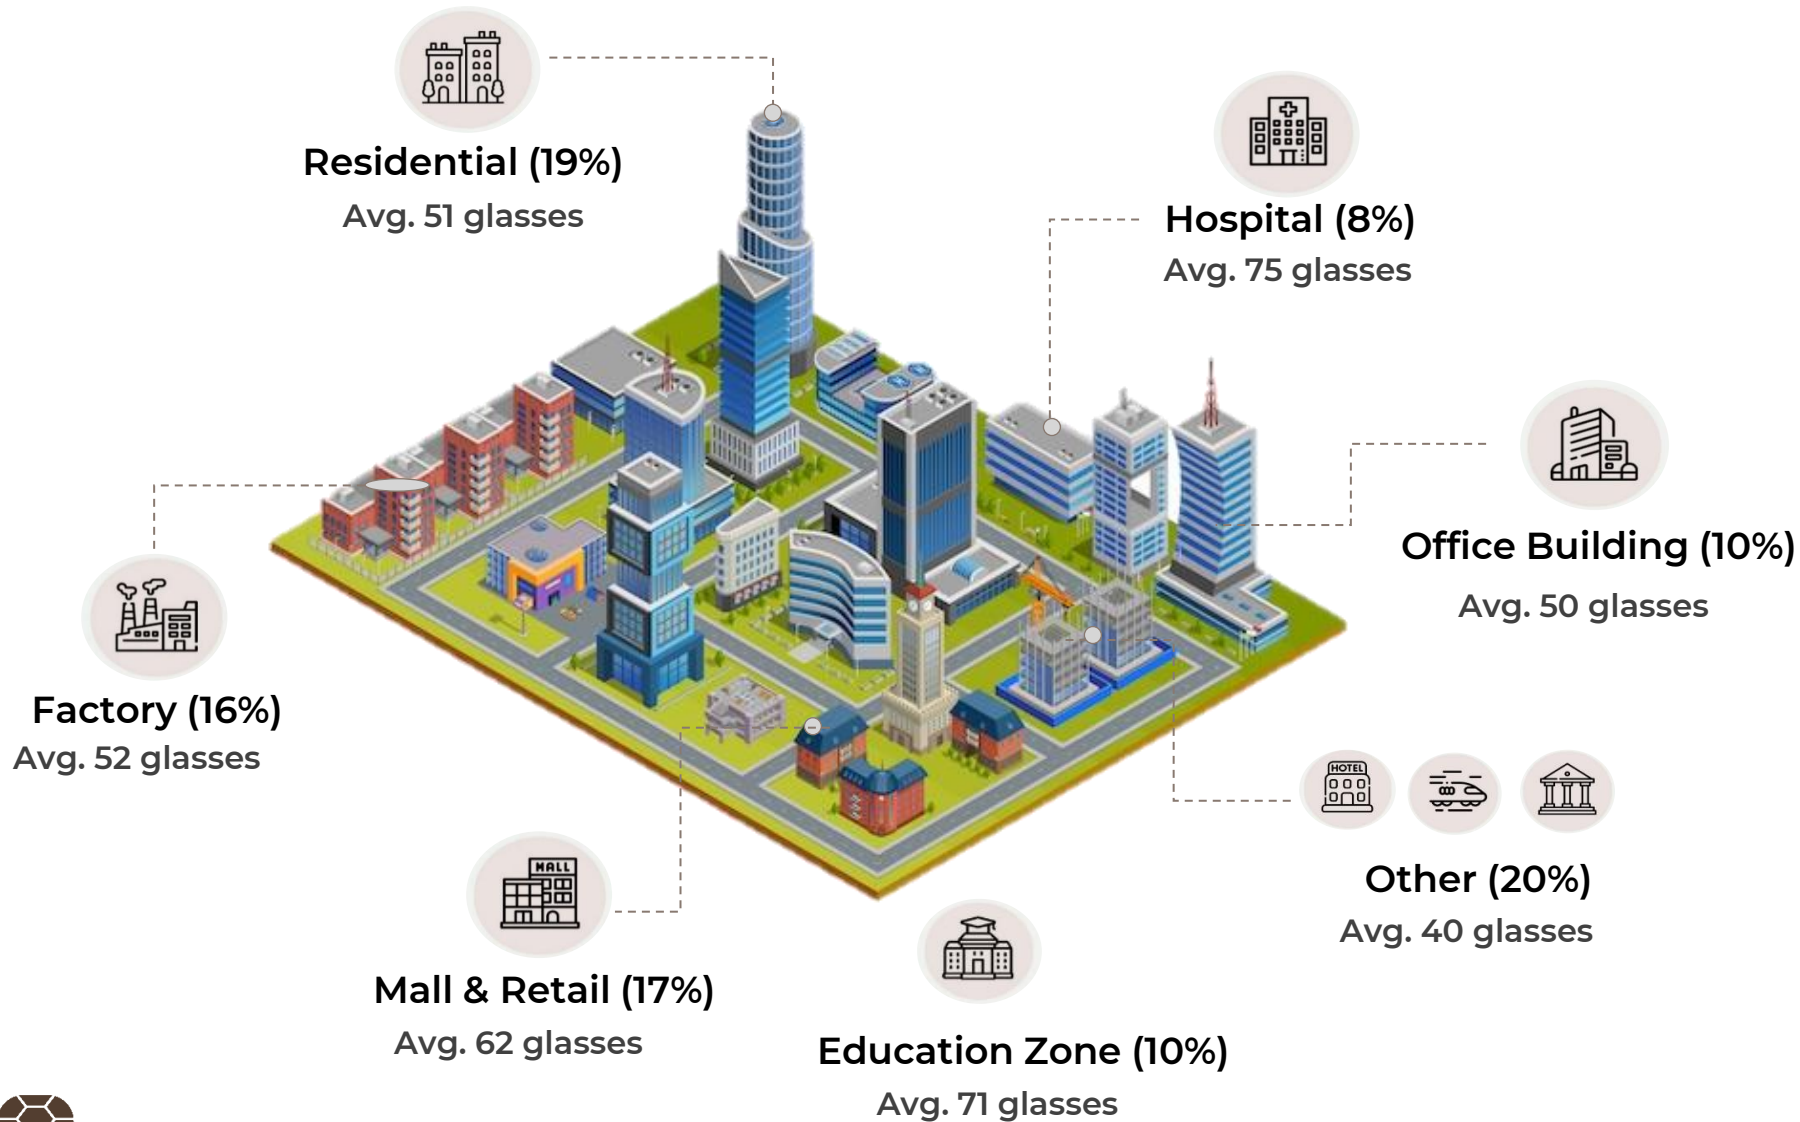 Residential (19%)
Avg. 51 glasses
Hospital (8%)
Avg. 75 glasses
Office Building (10%)
Avg. 50 glasses
Factory (16%)
Avg. 52 glasses
HOTEL
Other (20%)
Avg. 40 glasses
MALL
Mall & Retail (17%)
Avg. 62 glasses
Education Zone (10%)
Avg. 71 glasses